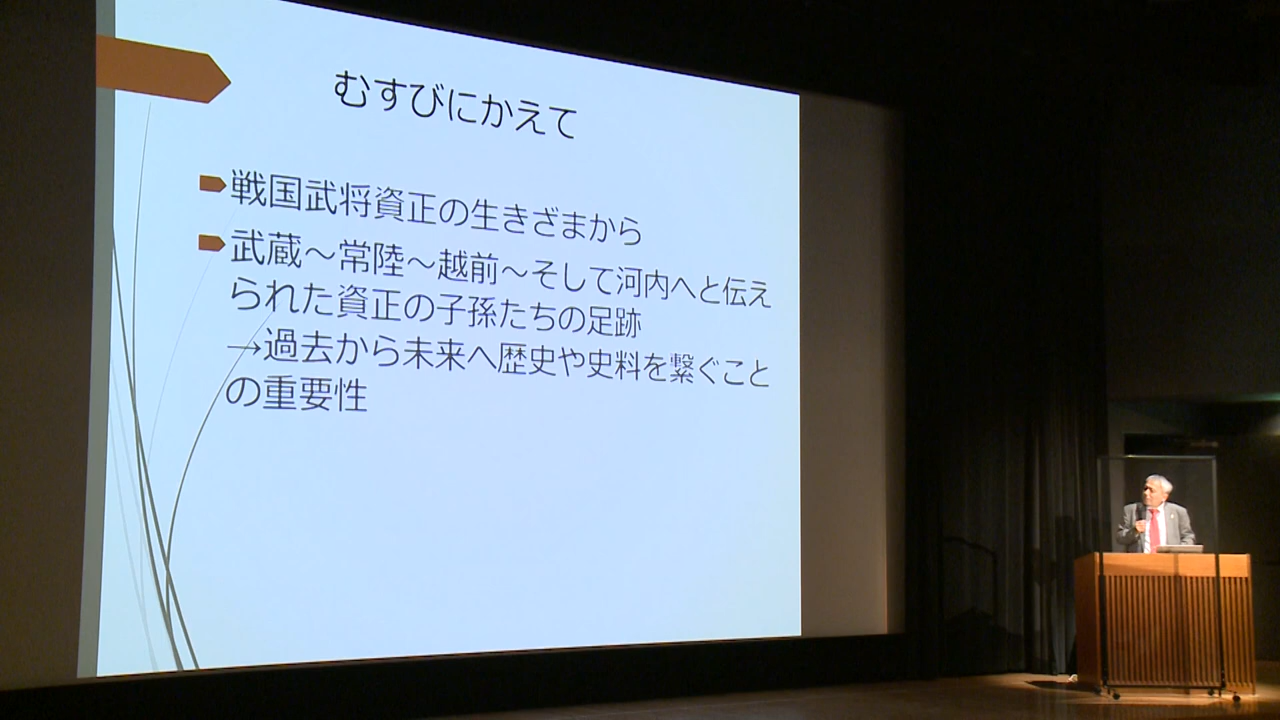 むすびにかえて
戦国武将資正の生きざまから
武蔵～常陸～越前～そして河内へと伝え
られた資正の子孫たちの足跡
→過去から未来へ歴史や史料を繋ぐこと
の重要性